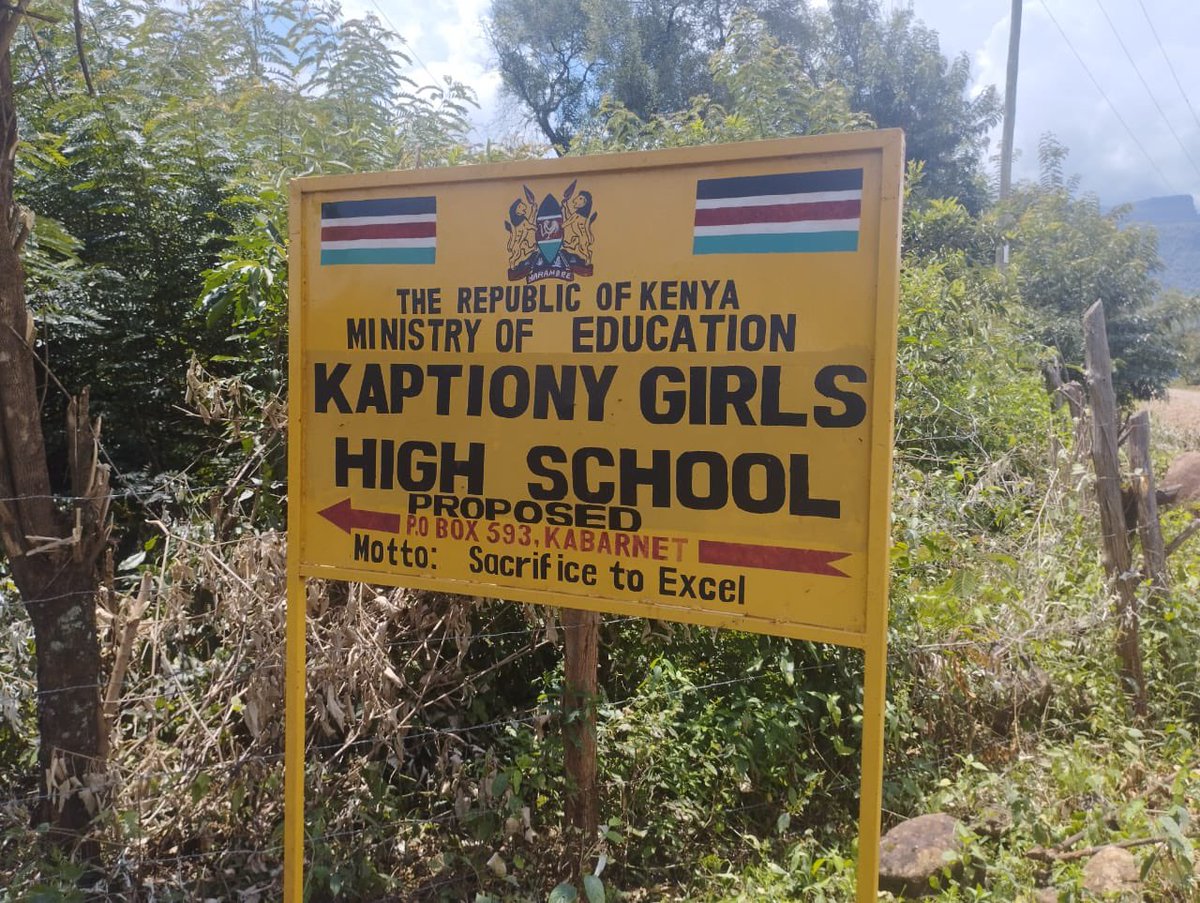 HARAMBEE
THE REPUBLIC OF KENYA
MINISTRY OF EDUCATION
KAPTIONY GIRLS
HIGH SCHOOL
PROPOSED
P.O BOX 593, KABARNET
Motto: Sacrifice to Excel